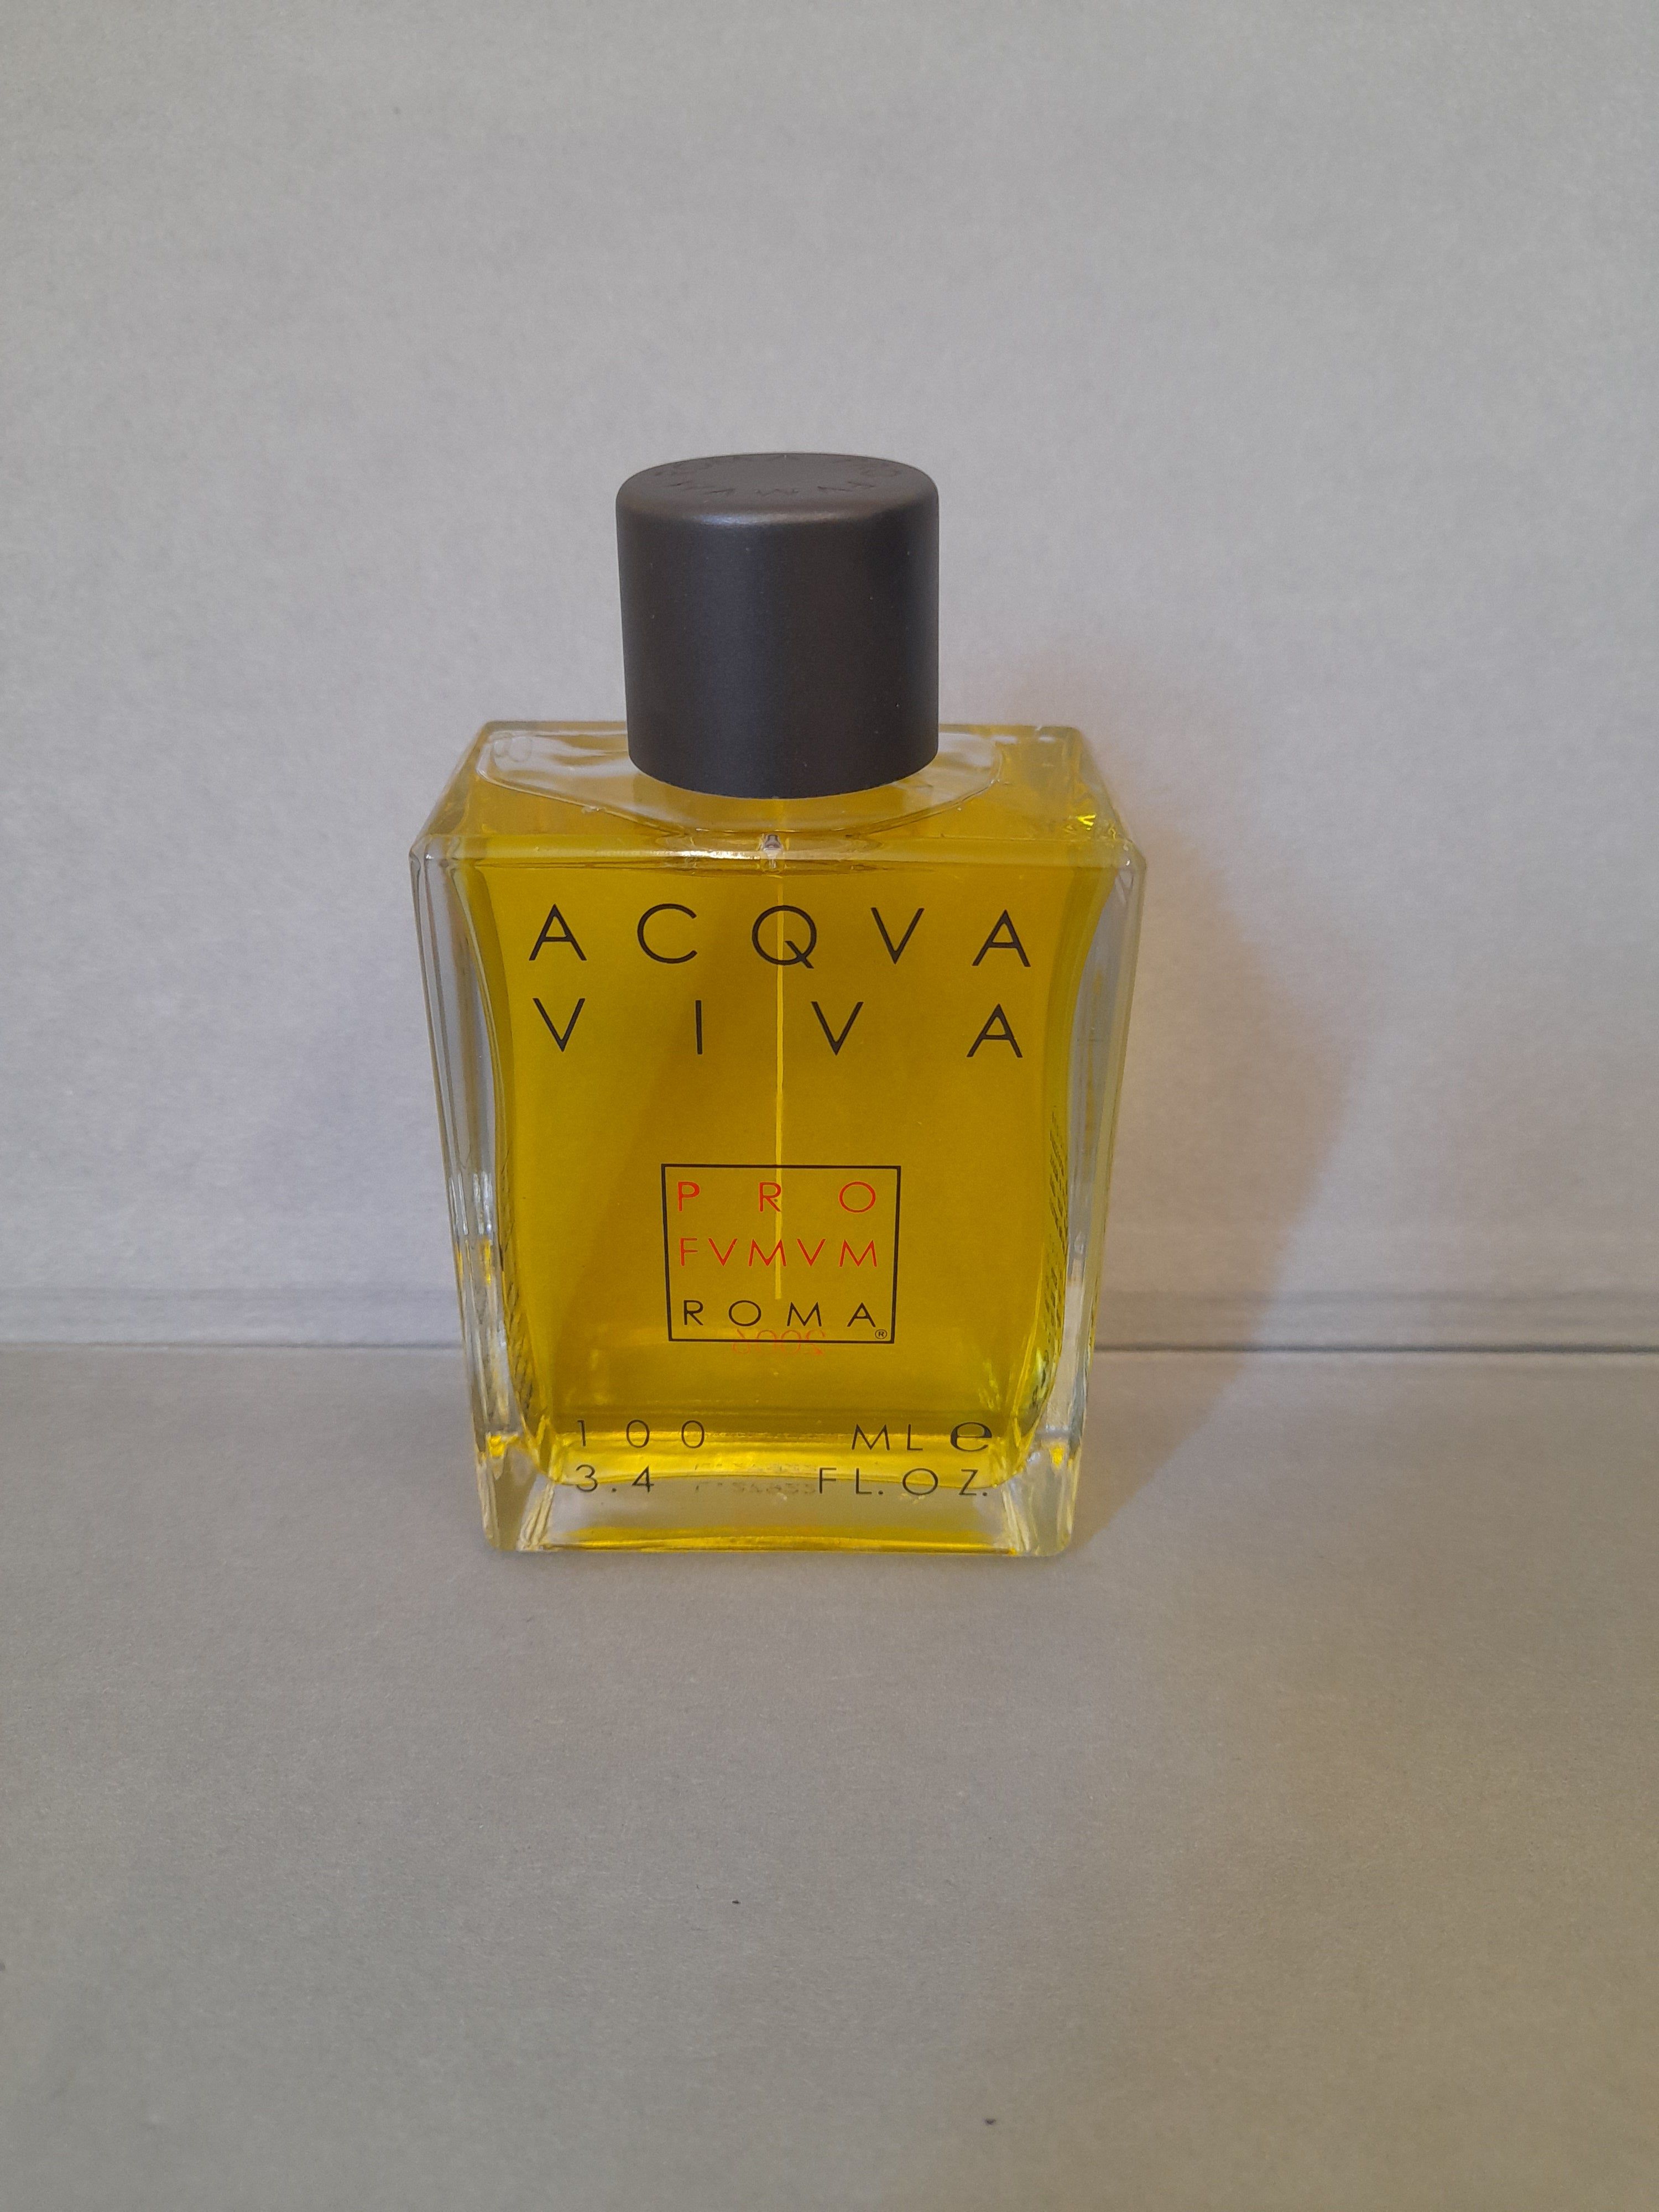 ACQVA
VIVA
PRO
FVMVM
ROMA®
100 ML e
3.4 FL.OZ.